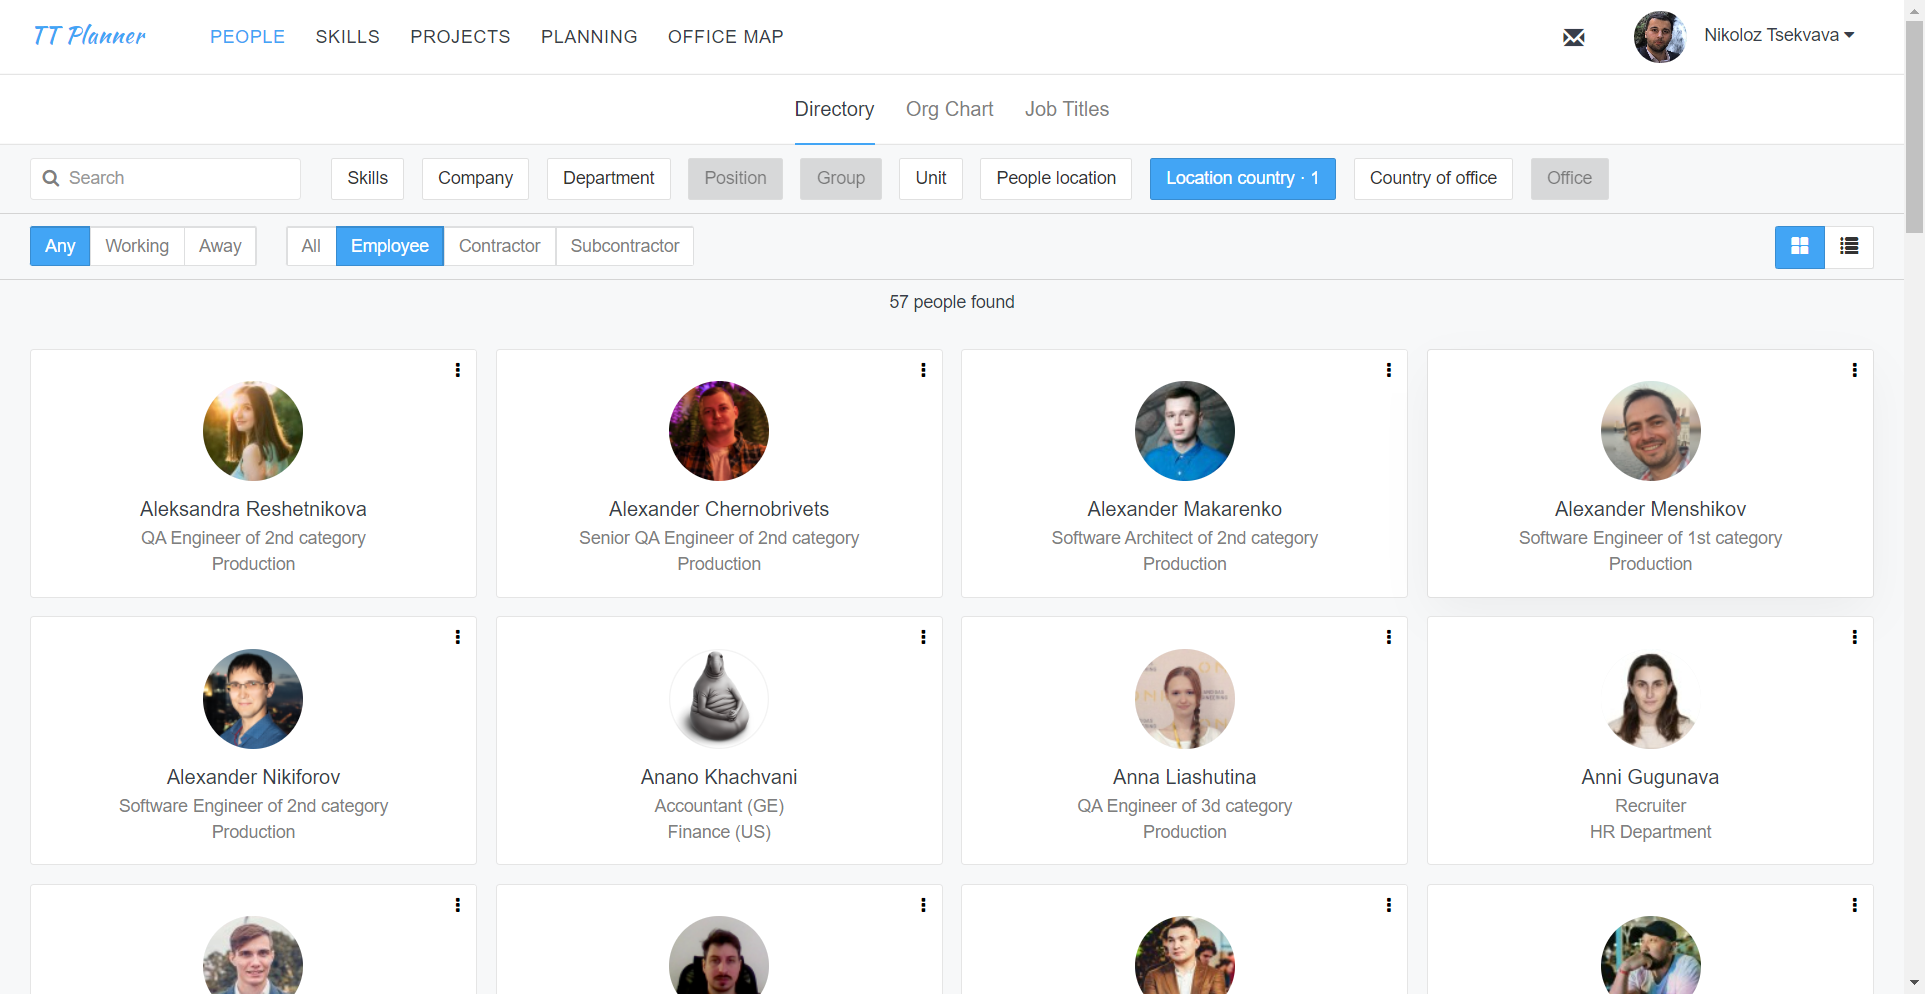 TT Planner PEOPLE SKILLS PROJECTS PLANNING OFFICE MAP Nikoloz Tsekvava
Directory Org Chart Job Titles
Search Skills Company Department Position Group Unit People location Location country · 1 Country of office Office
Any Working Away All Employee Contractor Subcontractor
57 people found
Aleksandra Reshetnikova
QA Engineer of 2nd category
Production
Alexander Chernobrivets
Senior QA Engineer of 2nd category
Production
Alexander Makarenko
Software Architect of 2nd category
Production
Alexander Menshikov
Software Engineer of 1st category
Production
Alexander Nikiforov
Software Engineer of 2nd category
Production
Anano Khachvani
Accountant (GE)
Finance (US)
Anna Liashutina
QA Engineer of 3d category
Production
Anni Gugunava
Recruiter
HR Department